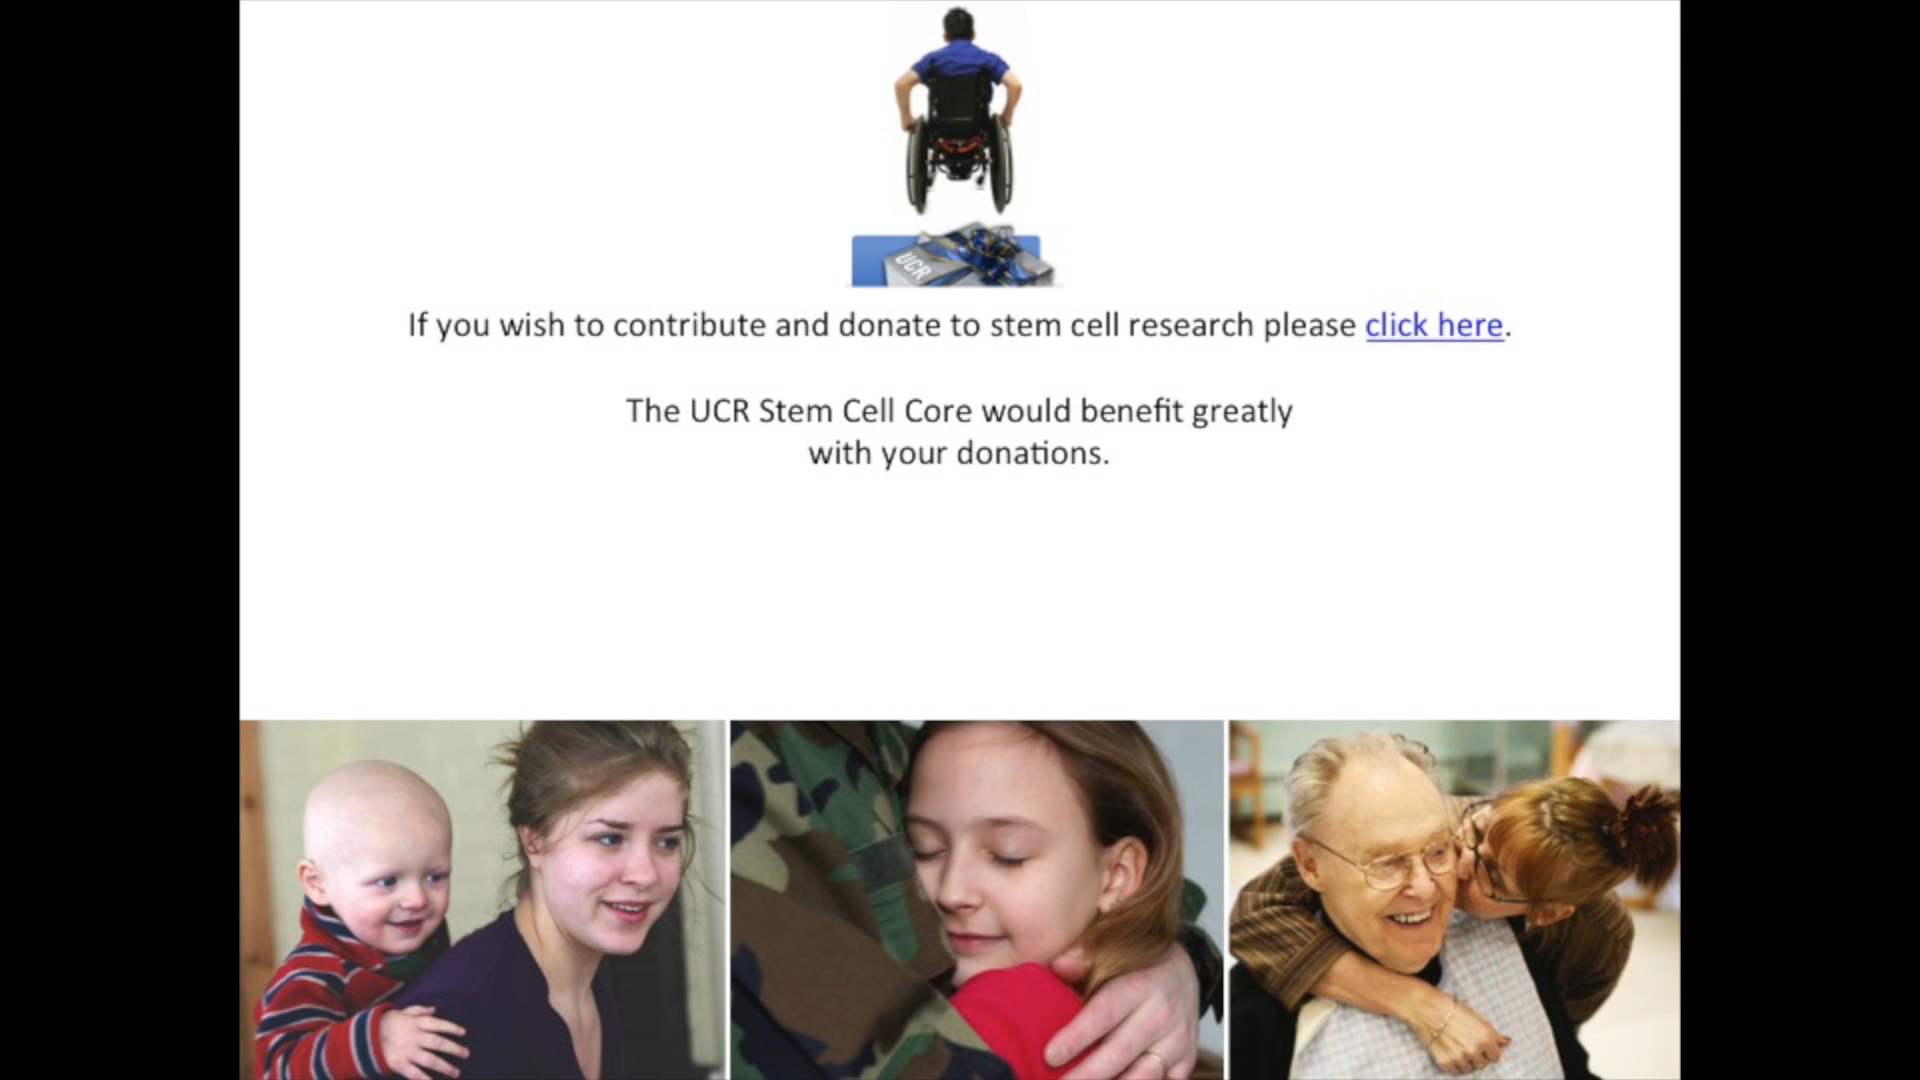 UCR
If you wish to contribute and donate to stem cell research please click here.
The UCR Stem Cell Core would benefit greatly
with your donations.